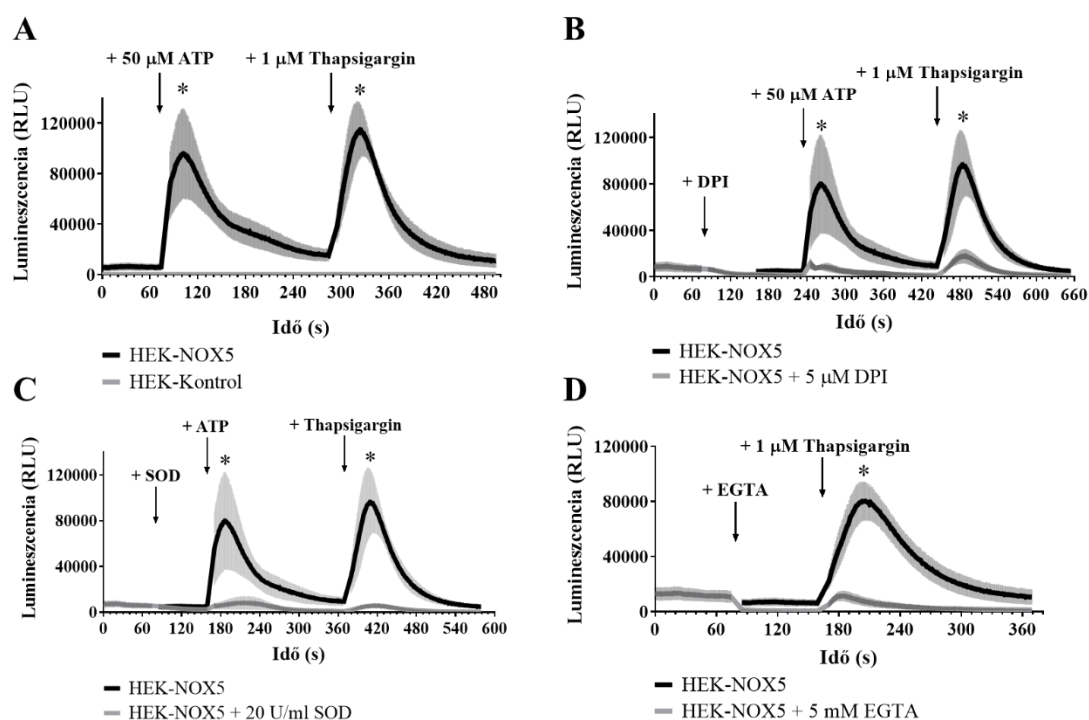 A
+ 50 μM ATP
+ 1 μM Thapsigargin
*
*
Lumineszcencia (RLU)
120000
80000
40000
0
0 60 120 180 240 300 360 420 480
Idő (s)
HEK-NOX5
HEK-Kontrol
B
+ 1 μM Thapsigargin
+ 50 μM ATP
+ DPI
*
*
Lumineszcencia (RLU)
120000
80000
40000
0
0 60 120 180 240 300 360 420 480 540 600 660
Idő (s)
HEK-NOX5
HEK-NOX5 + 5 μM DPI
C
+ ATP
+ Thapsigargin
+ SOD
*
*
Lumineszcencia (RLU)
120000
80000
40000
0
0 60 120 180 240 300 360 420 480 540 600
Idő (s)
HEK-NOX5
HEK-NOX5 + 20 U/ml SOD
D
+ 1 μM Thapsigargin
+ EGTA
*
Lumineszcencia (RLU)
120000
80000
40000
0
0 60 120 180 240 300 360
Idő (s)
HEK-NOX5
HEK-NOX5 + 5 mM EGTA